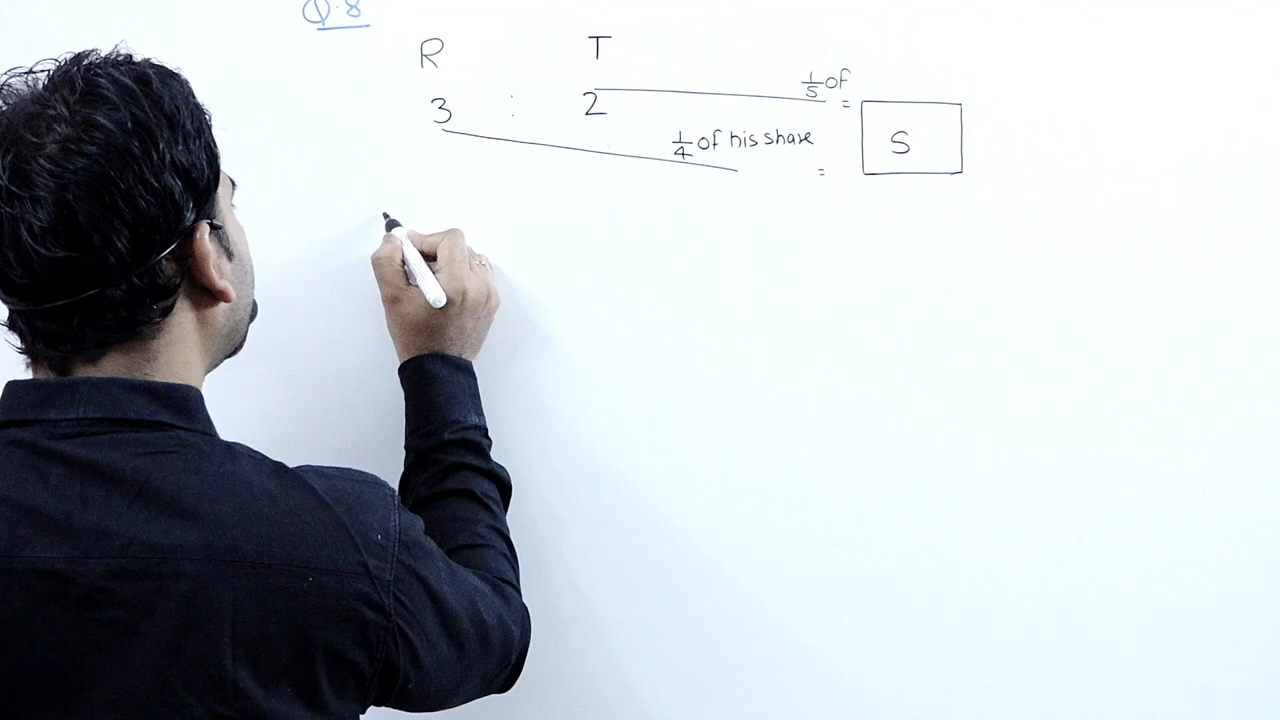 Q.8
R T
3 : 2 1/5 of =
1/4 of his share = S